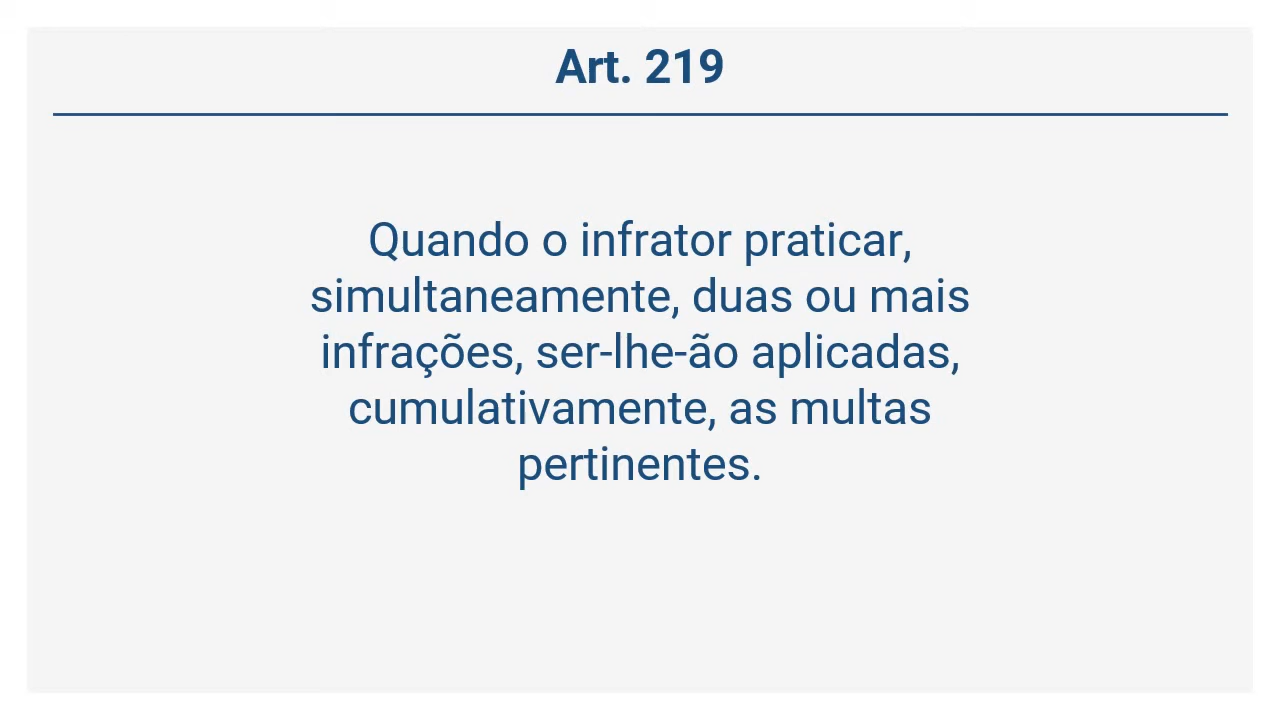 Art. 219
Quando o infrator praticar,
simultaneamente, duas ou mais
infrações, ser-lhe-ão aplicadas,
cumulativamente, as multas
pertinentes.